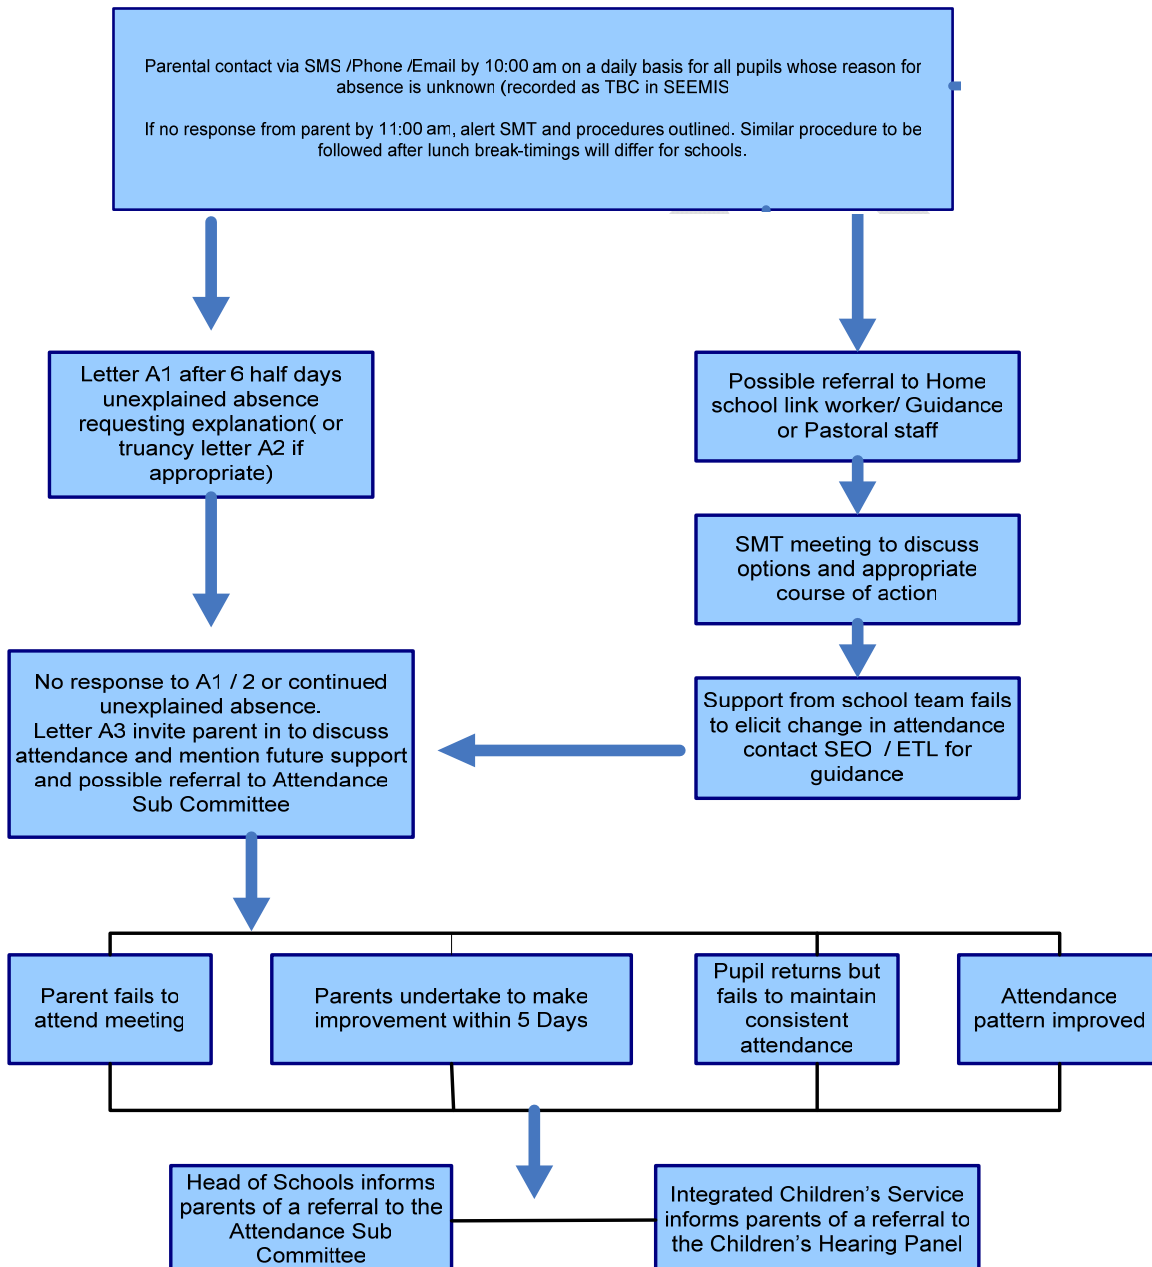 Parental contact via SMS /Phone /Email by 10:00 am on a daily basis for all pupils whose reason for
absence is unknown (recorded as TBC in SEEMIS
If no response from parent by 11:00 am, alert SMT and procedures outlined. Similar procedure to be
followed after lunch break-timings will differ for schools.
Letter A1 after 6 half days
unexplained absence
requesting explanation( or
truancy letter A2 if
appropriate)
Possible referral to Home
school link worker/ Guidance
or Pastoral staff
SMT meeting to discuss
options and appropriate
course of action
No response to A1 / 2 or continued
unexplained absence.
Letter A3 invite parent in to discuss
attendance and mention future support
and possible referral to Attendance
Sub Committee
Support from school team fails
to elicit change in attendance
contact SEO / ETL for
guidance
Parent fails to
attend meeting
Parents undertake to make
improvement within 5 Days
Pupil returns but
fails to maintain
consistent
attendance
Attendance
pattern improved
Head of Schools informs
parents of a referral to the
Attendance Sub
Committee
Integrated Children's Service
informs parents of a referral to
the Children's Hearing Panel